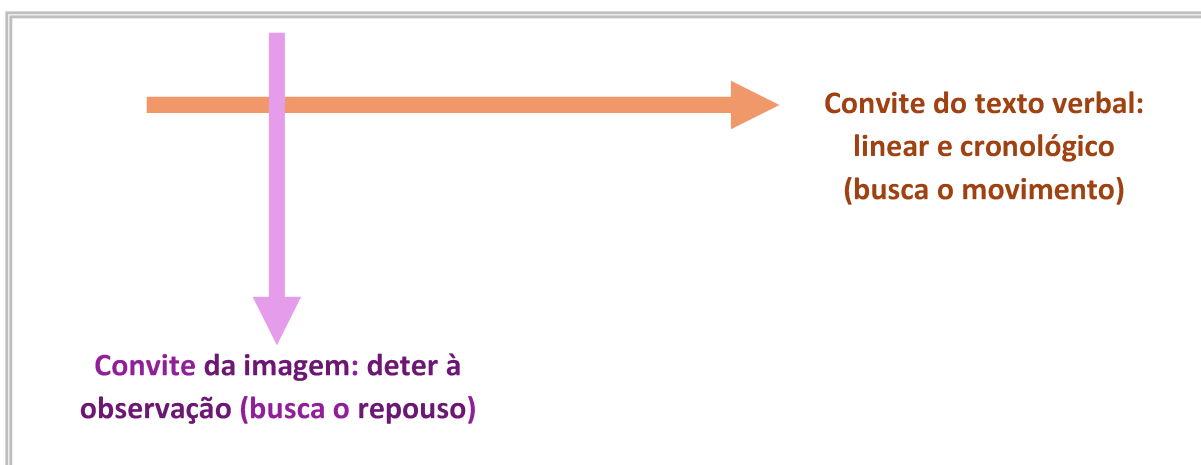 Convite do texto verbal:
linear e cronológico
(busca o movimento)
Convite da imagem: deter à
observação (busca o repouso)